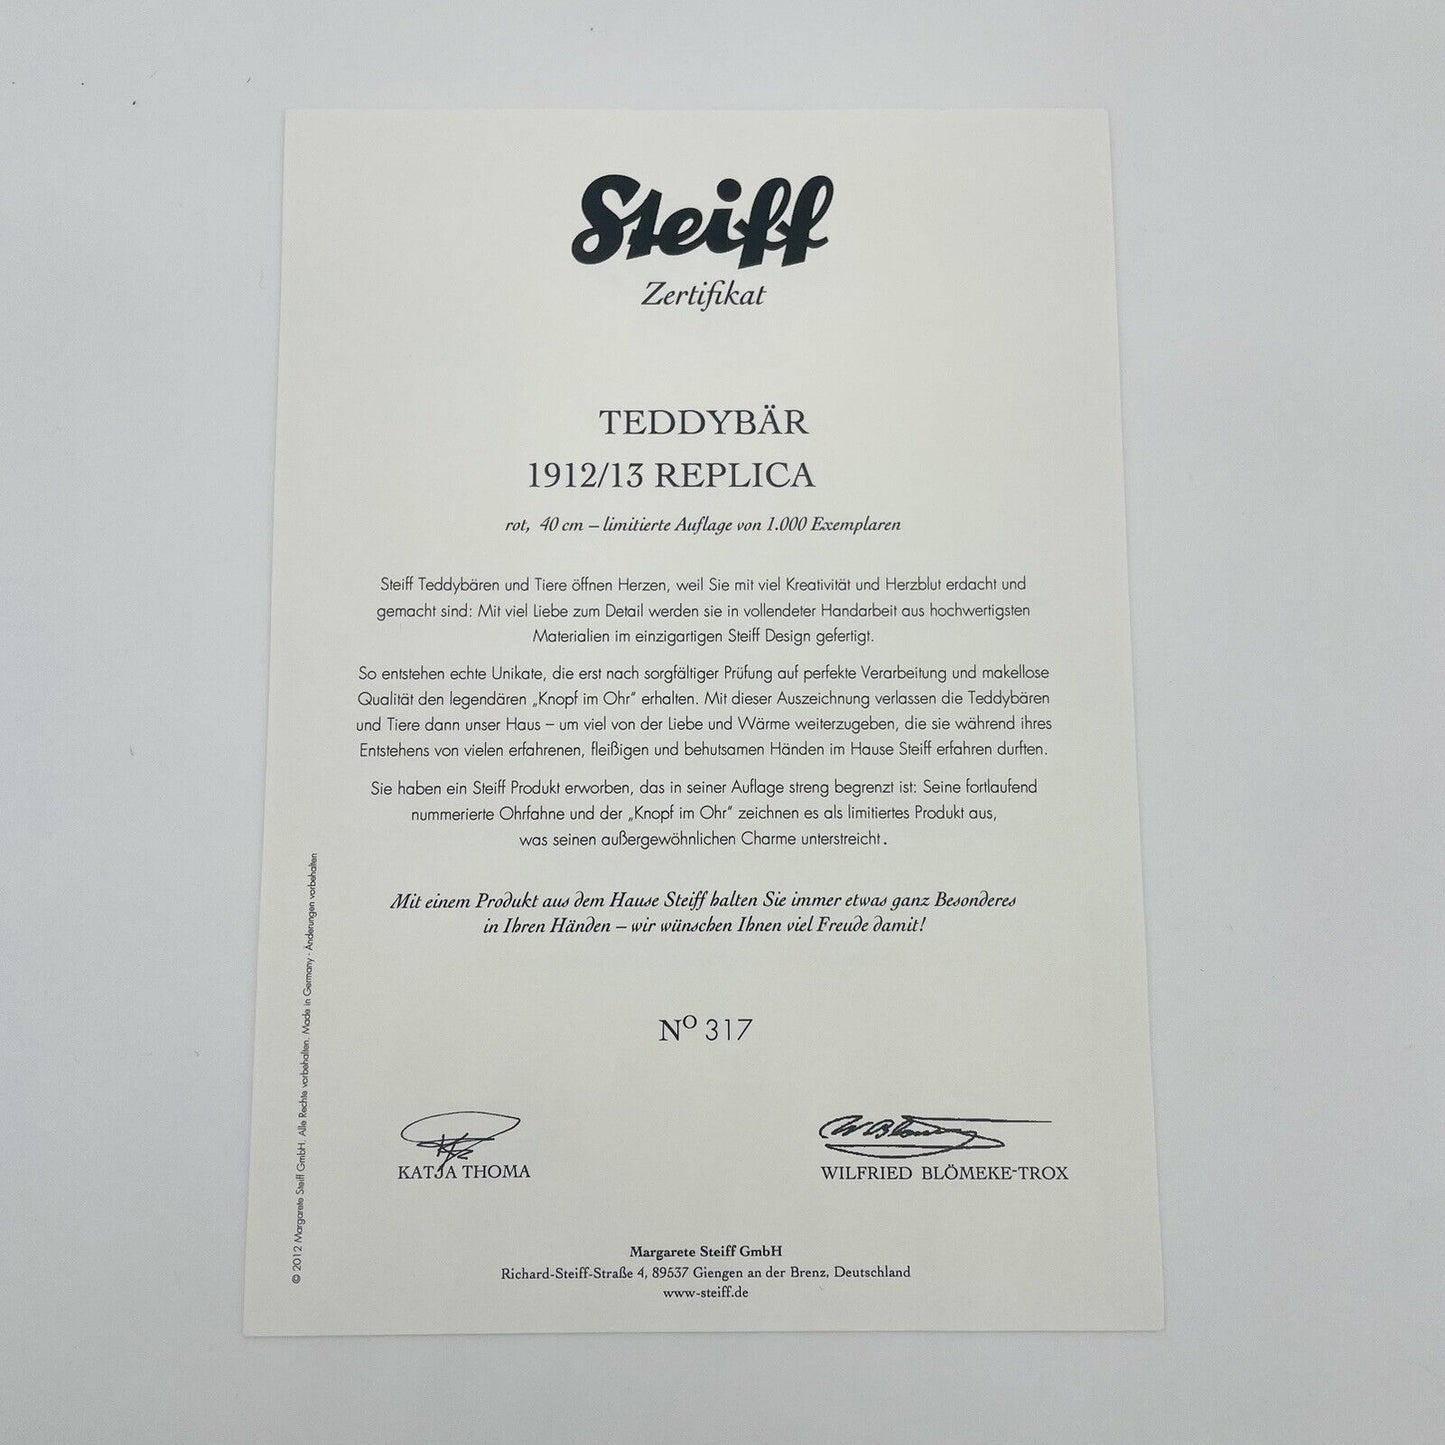 Steiff
Zertifikat
TEDDYBÄR
1912/13 REPLICA
rot, 40 cm – limitierte Auflage von 1.000 Exemplaren
Steiff Teddybären und Tiere öffnen Herzen, weil Sie mit viel Kreativität und Herzblut erdacht und
gemacht sind: Mit viel Liebe zum Detail werden sie in vollendeter Handarbeit aus hochwertigsten
Materialien im einzigartigen Steiff Design gefertigt.
So entstehen echte Unikate, die erst nach sorgfältiger Prüfung auf perfekte Verarbeitung und makellose
Qualität den legendären „Knopf im Ohr“ erhalten. Mit dieser Auszeichnung verlassen die Teddybären
und Tiere dann unser Haus – um viel von der Liebe und Wärme weiterzugeben, die sie während ihres
Entstehens von vielen erfahrenen, fleißigen und behutsamen Händen im Hause Steiff erfahren durften.
Sie haben ein Steiff Produkt erworben, das in seiner Auflage streng begrenzt ist: Seine fortlaufend
nummerierte Ohrfahne und der „Knopf im Ohr“ zeichnen es als limitiertes Produkt aus,
was seinen außergewöhnlichen Charme unterstreicht.
Mit einem Produkt aus dem Hause Steiff halten Sie immer etwas ganz Besonderes
in Ihren Händen – wir wünschen Ihnen viel Freude damit!
Nº 317
KATJA THOMA
WILFRIED BLÖMEKE-TROX
Margarete Steiff GmbH
Richard-Steiff-Straße 4, 89537 Giengen an der Brenz, Deutschland
www-steiff.de
© 2012 Margarete Steiff GmbH. Alle Rechte vorbehalten. Made in Germany · Änderungen vorbehalten